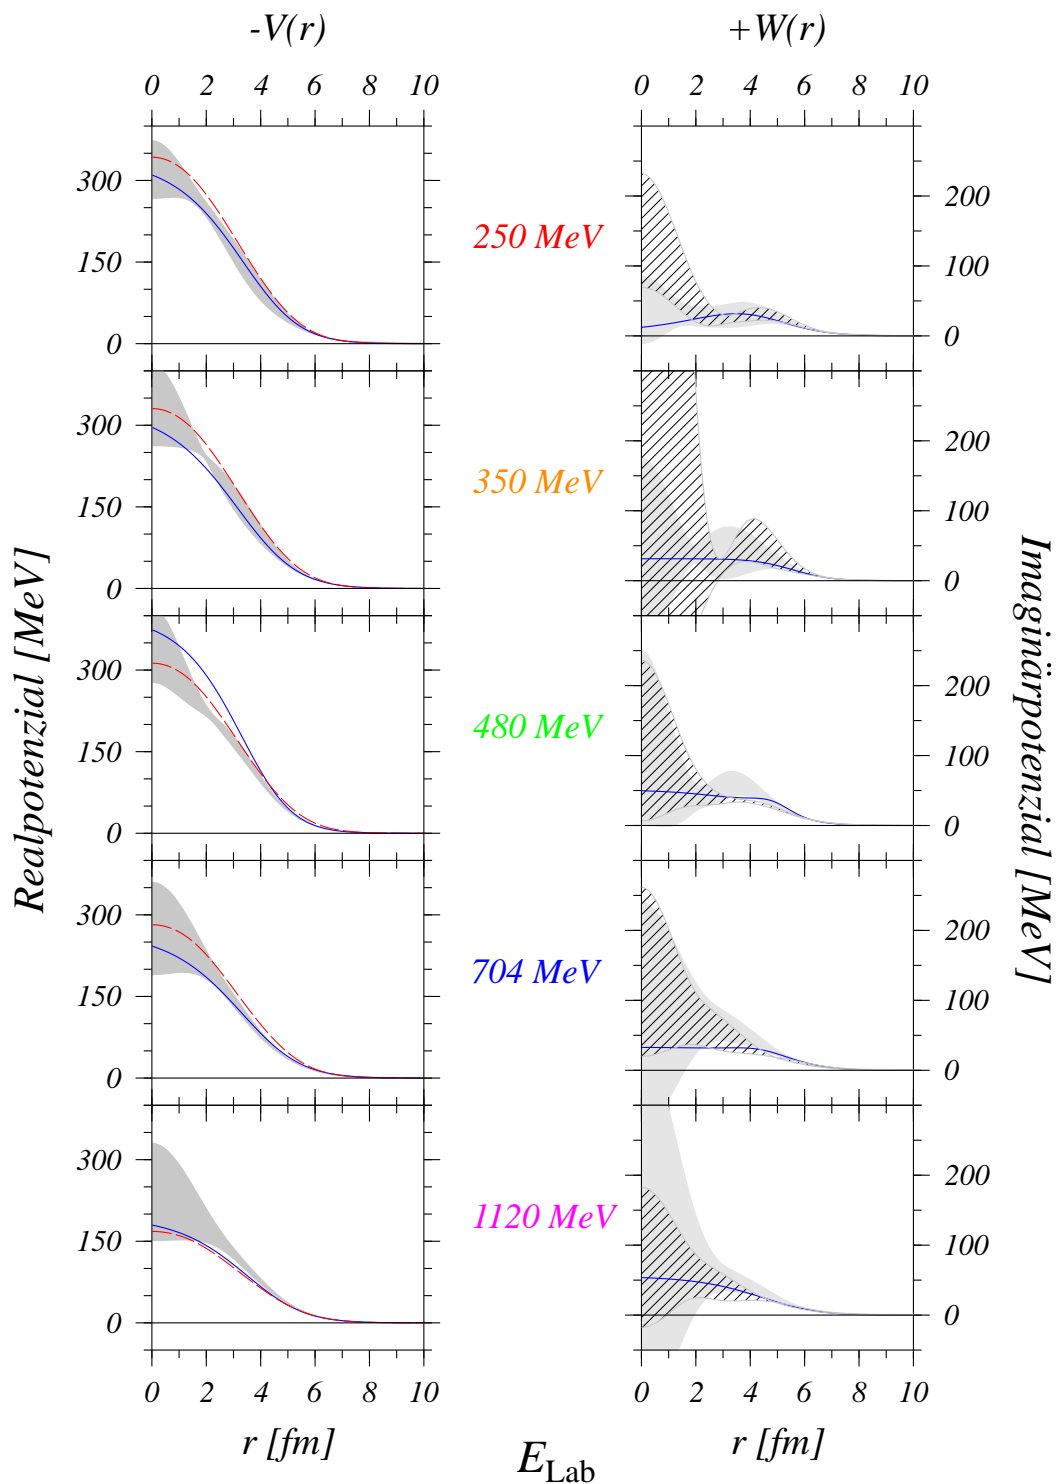 -V(r) +W(r)
0 2 4 6 8 10 0 2 4 6 8 10
300 150 0
250 MeV
200 100 0
300 150 0
350 MeV
200 100 0
300 150 0
480 MeV
200 100 0
300 150 0
704 MeV
200 100 0
300 150 0
1120 MeV
200 100 0
Realpotenzial [MeV]
Imaginärpotenzial [MeV]
0 2 4 6 8 10 0 2 4 6 8 10
r [fm] r [fm]
E_Lab